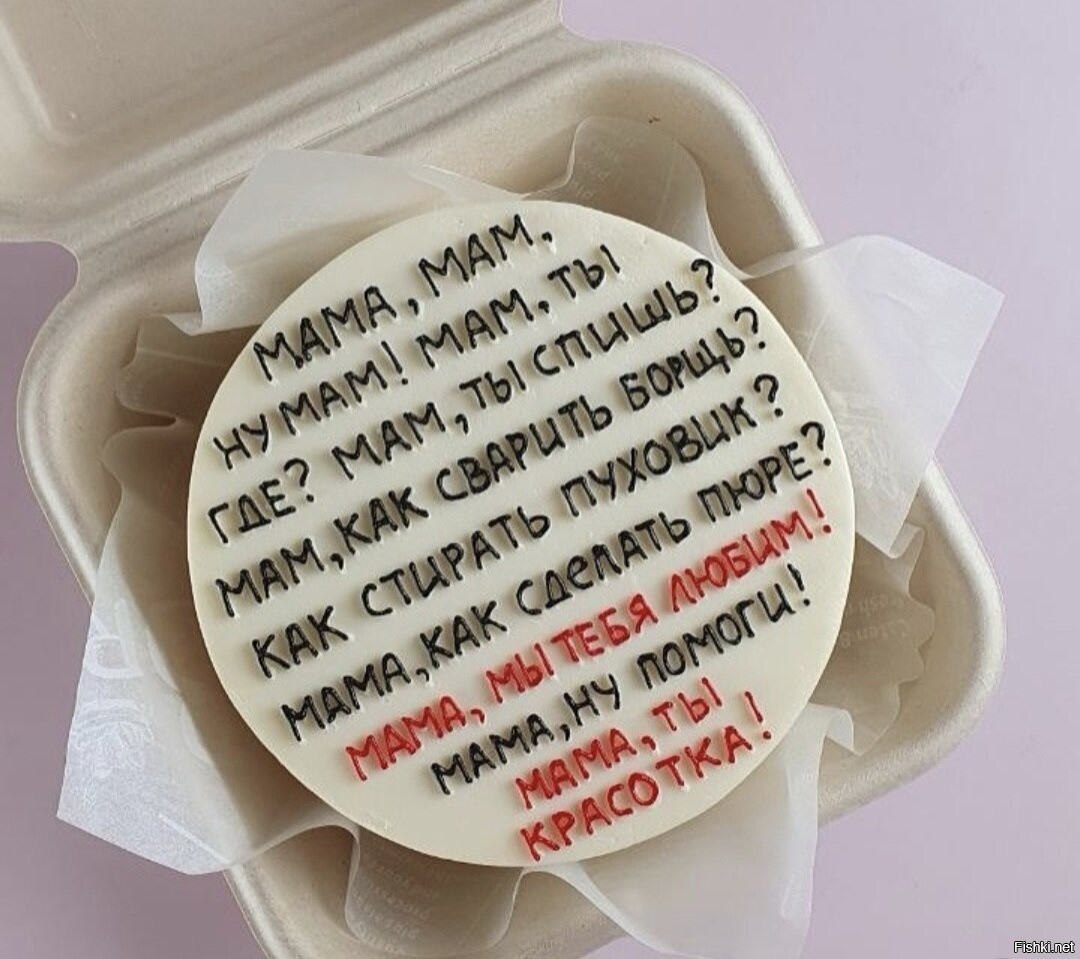 МАМА, МАМ,
НУ МАМ! МАМ, ТЫ
ГДЕ? МАМ, ТЫ СПИШЬ?
МАМ, КАК СВАРИТЬ БОРЩЬ?
КАК СТИРАТЬ ПУХОВИК?
МАМА, КАК СДЕЛАТЬ ПЮРЕ?
МАМА, МЫ ТЕБЯ ЛЮБИМ!
МАМА, НУ ПОМОГИ!
МАМА, ТЫ
КРАСОТКА!
Fishki.net